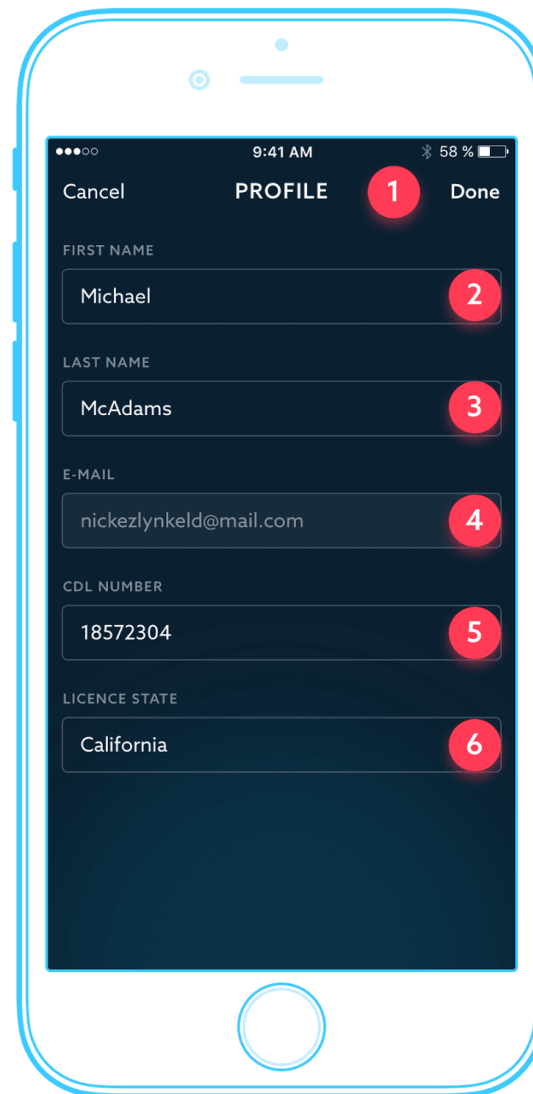 9:41 AM 58 %
Cancel PROFILE 1 Done
FIRST NAME
Michael 2
LAST NAME
McAdams 3
E-MAIL
nickezlynkeld@mail.com 4
CDL NUMBER
18572304 5
LICENCE STATE
California 6